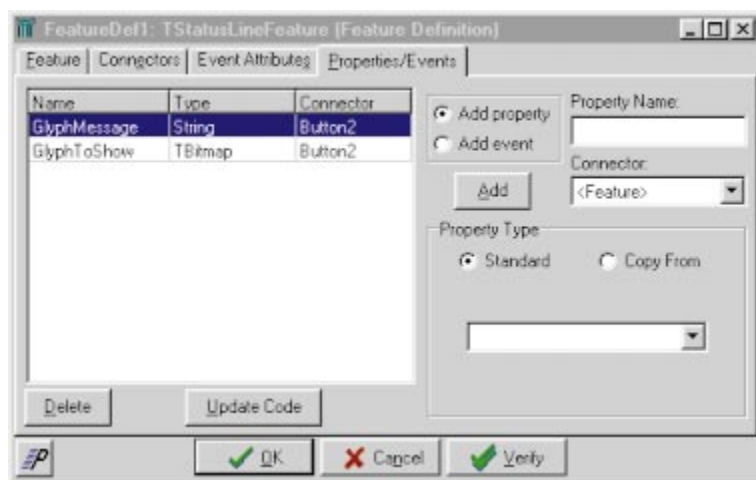 FeatureDef1: TStatusLineFeature [Feature Definition]
Feature Connectors Event Attributes Properties/Events
Name Type Connector
GlyphMessage String Button2
GlyphToShow TBitmap Button2
Add property
Add event
Property Name:
Connector:
Add
<Feature>
Property Type
Standard Copy From
Delete Update Code
OK Cancel Verify